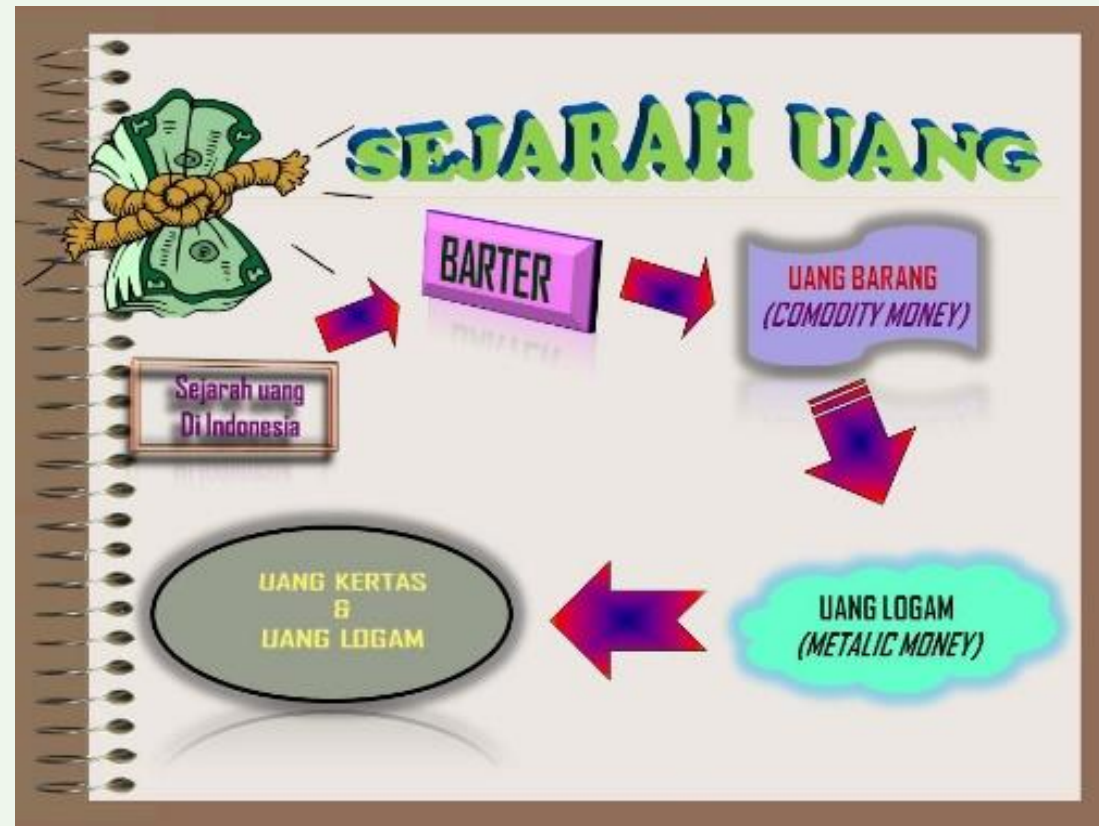 SEJARAH UANG
BARTER
UANG BARANG
(COMODITY MONEY)
Sejarah uang
Di Indonesia
UANG KERTAS
&
UANG LOGAM
UANG LOGAM
(METALIC MONEY)